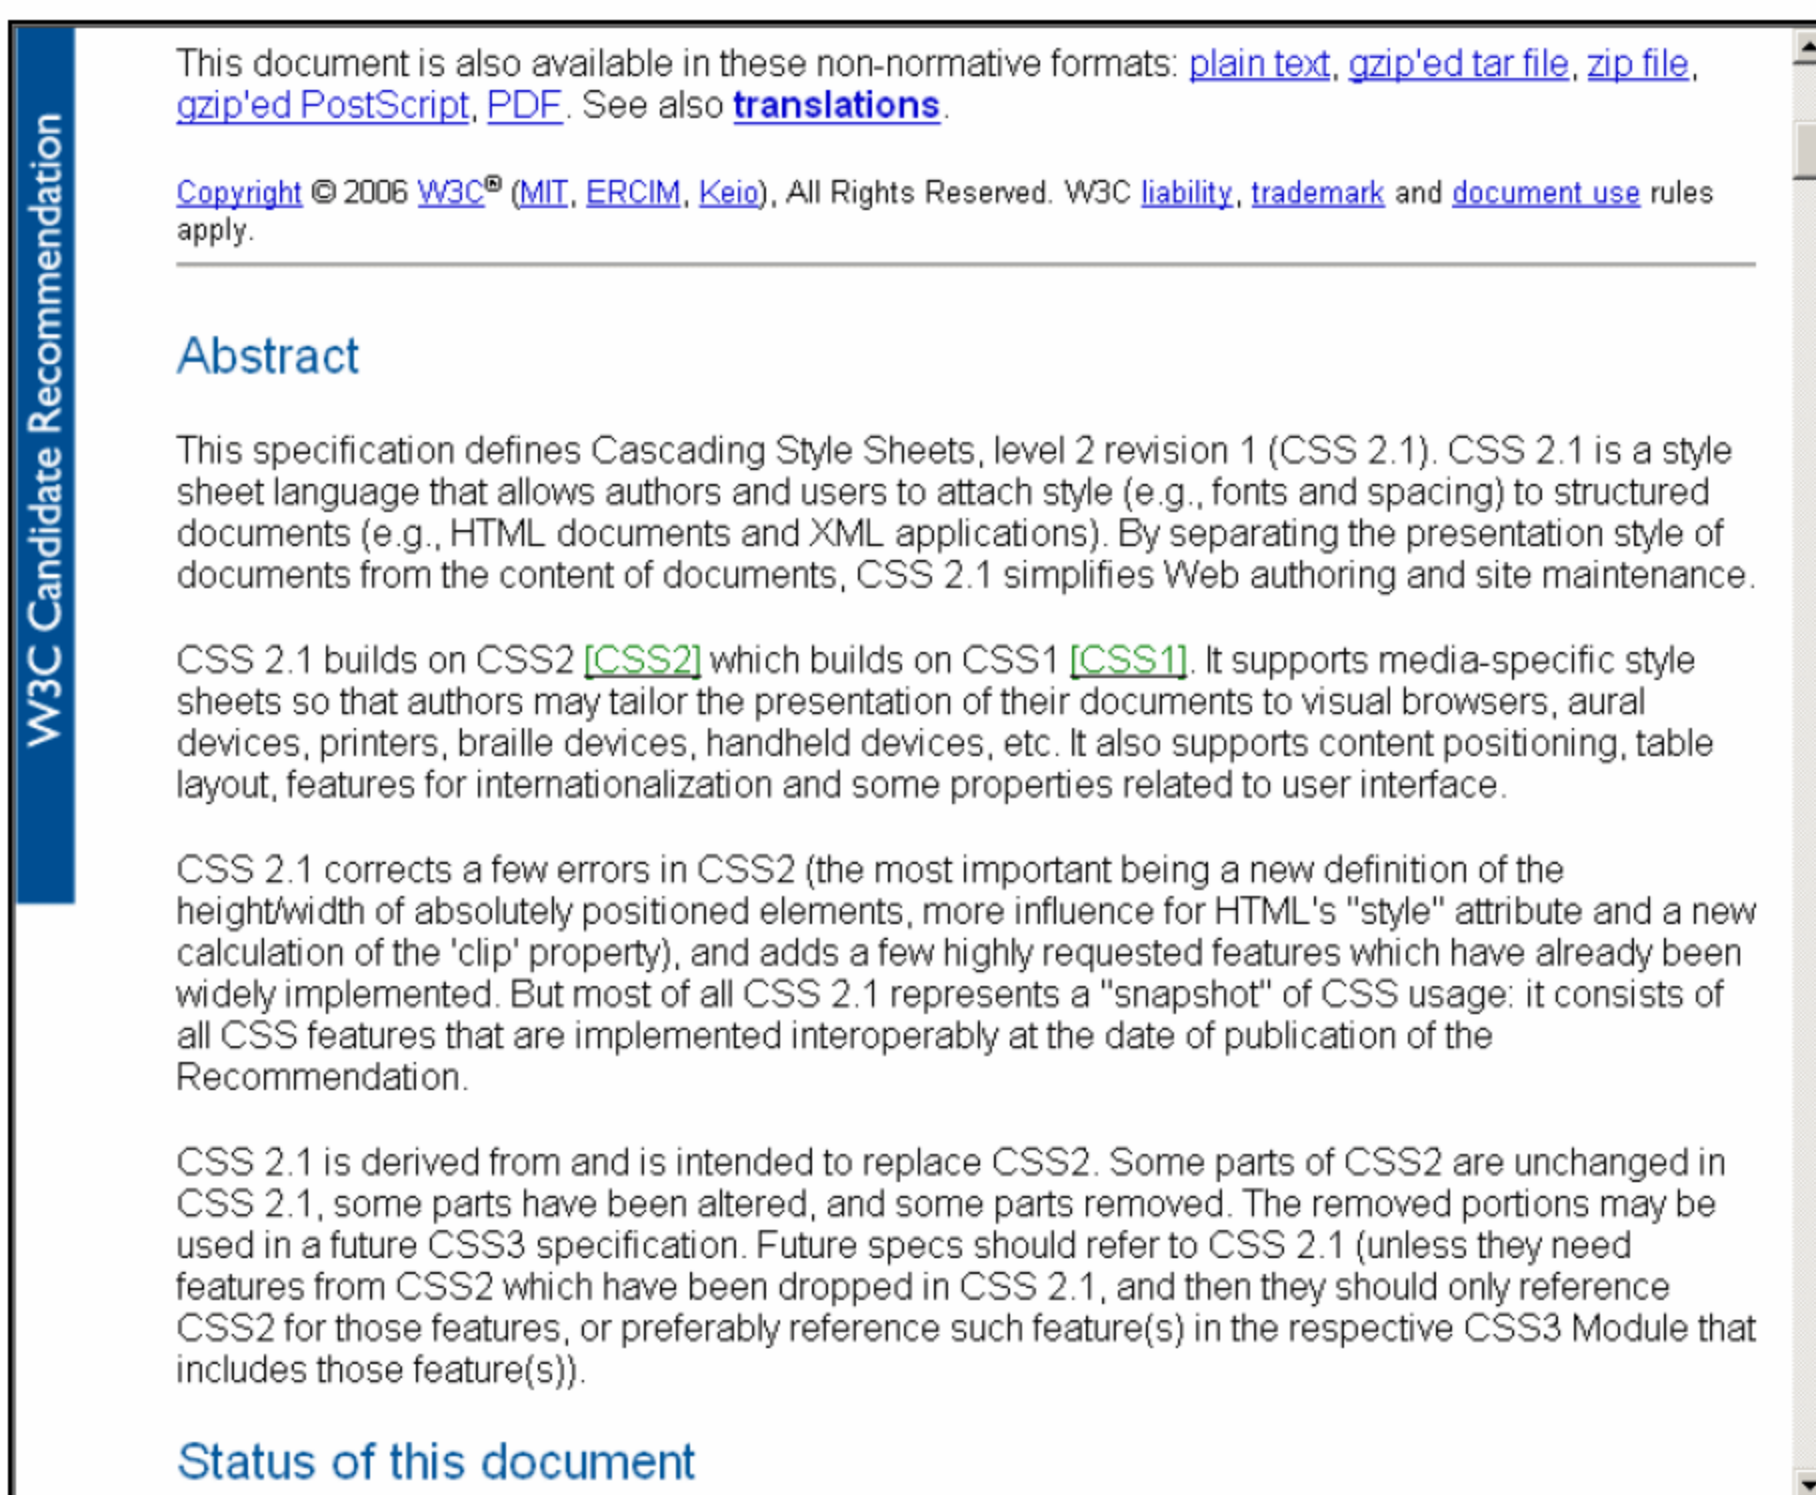 W3C Candidate Recommendation
This document is also available in these non-normative formats: plain text, gzip'ed tar file, zip file,
gzip'ed PostScript, PDF. See also translations.
Copyright © 2006 W3C® (MIT, ERCIM, Keio), All Rights Reserved. W3C liability, trademark and document use rules
apply.
Abstract
This specification defines Cascading Style Sheets, level 2 revision 1 (CSS 2.1). CSS 2.1 is a style
sheet language that allows authors and users to attach style (e.g., fonts and spacing) to structured
documents (e.g., HTML documents and XML applications). By separating the presentation style of
documents from the content of documents, CSS 2.1 simplifies Web authoring and site maintenance.
CSS 2.1 builds on CSS2 [CSS2] which builds on CSS1 [CSS1]. It supports media-specific style
sheets so that authors may tailor the presentation of their documents to visual browsers, aural
devices, printers, braille devices, handheld devices, etc. It also supports content positioning, table
layout, features for internationalization and some properties related to user interface.
CSS 2.1 corrects a few errors in CSS2 (the most important being a new definition of the
height/width of absolutely positioned elements, more influence for HTML's "style" attribute and a new
calculation of the 'clip' property), and adds a few highly requested features which have already been
widely implemented. But most of all CSS 2.1 represents a "snapshot" of CSS usage: it consists of
all CSS features that are implemented interoperably at the date of publication of the
Recommendation.
CSS 2.1 is derived from and is intended to replace CSS2. Some parts of CSS2 are unchanged in
CSS 2.1, some parts have been altered, and some parts removed. The removed portions may be
used in a future CSS3 specification. Future specs should refer to CSS 2.1 (unless they need
features from CSS2 which have been dropped in CSS 2.1, and then they should only reference
CSS2 for those features, or preferably reference such feature(s) in the respective CSS3 Module that
includes those feature(s)).
Status of this document